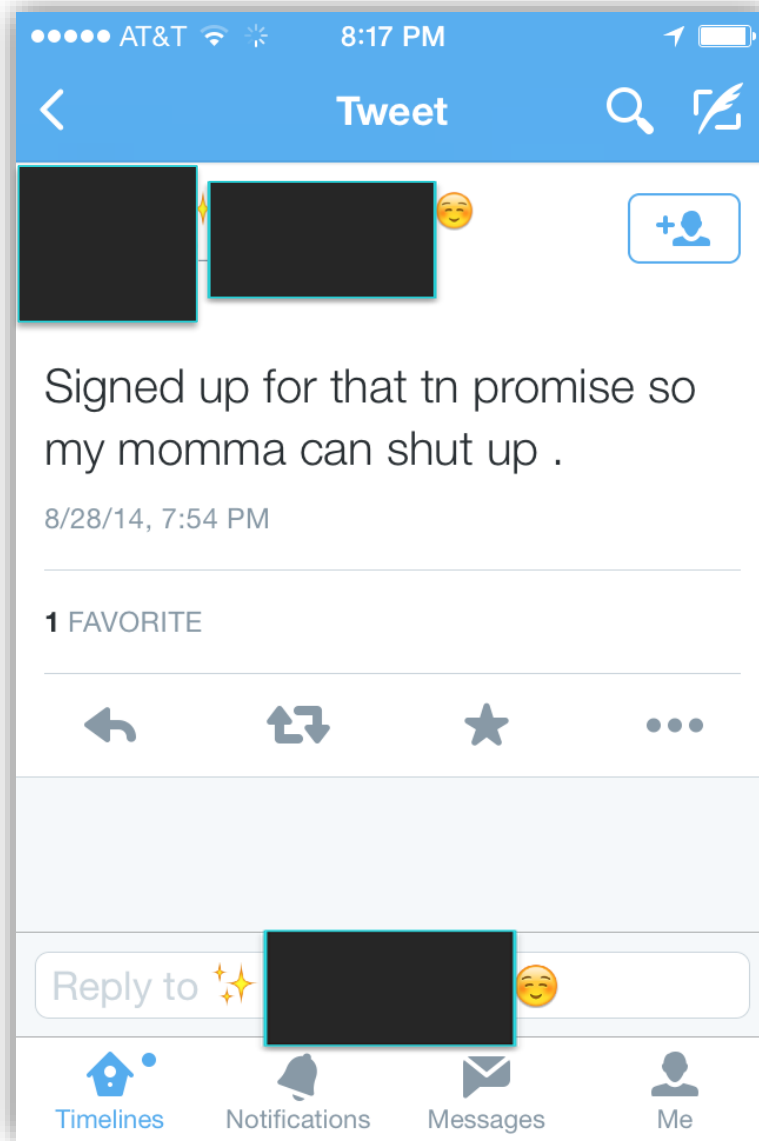 AT&T 8:17 PM
Tweet
Signed up for that tn promise so
my momma can shut up .
8/28/14, 7:54 PM
1 FAVORITE
Reply to
Timelines Notifications Messages Me